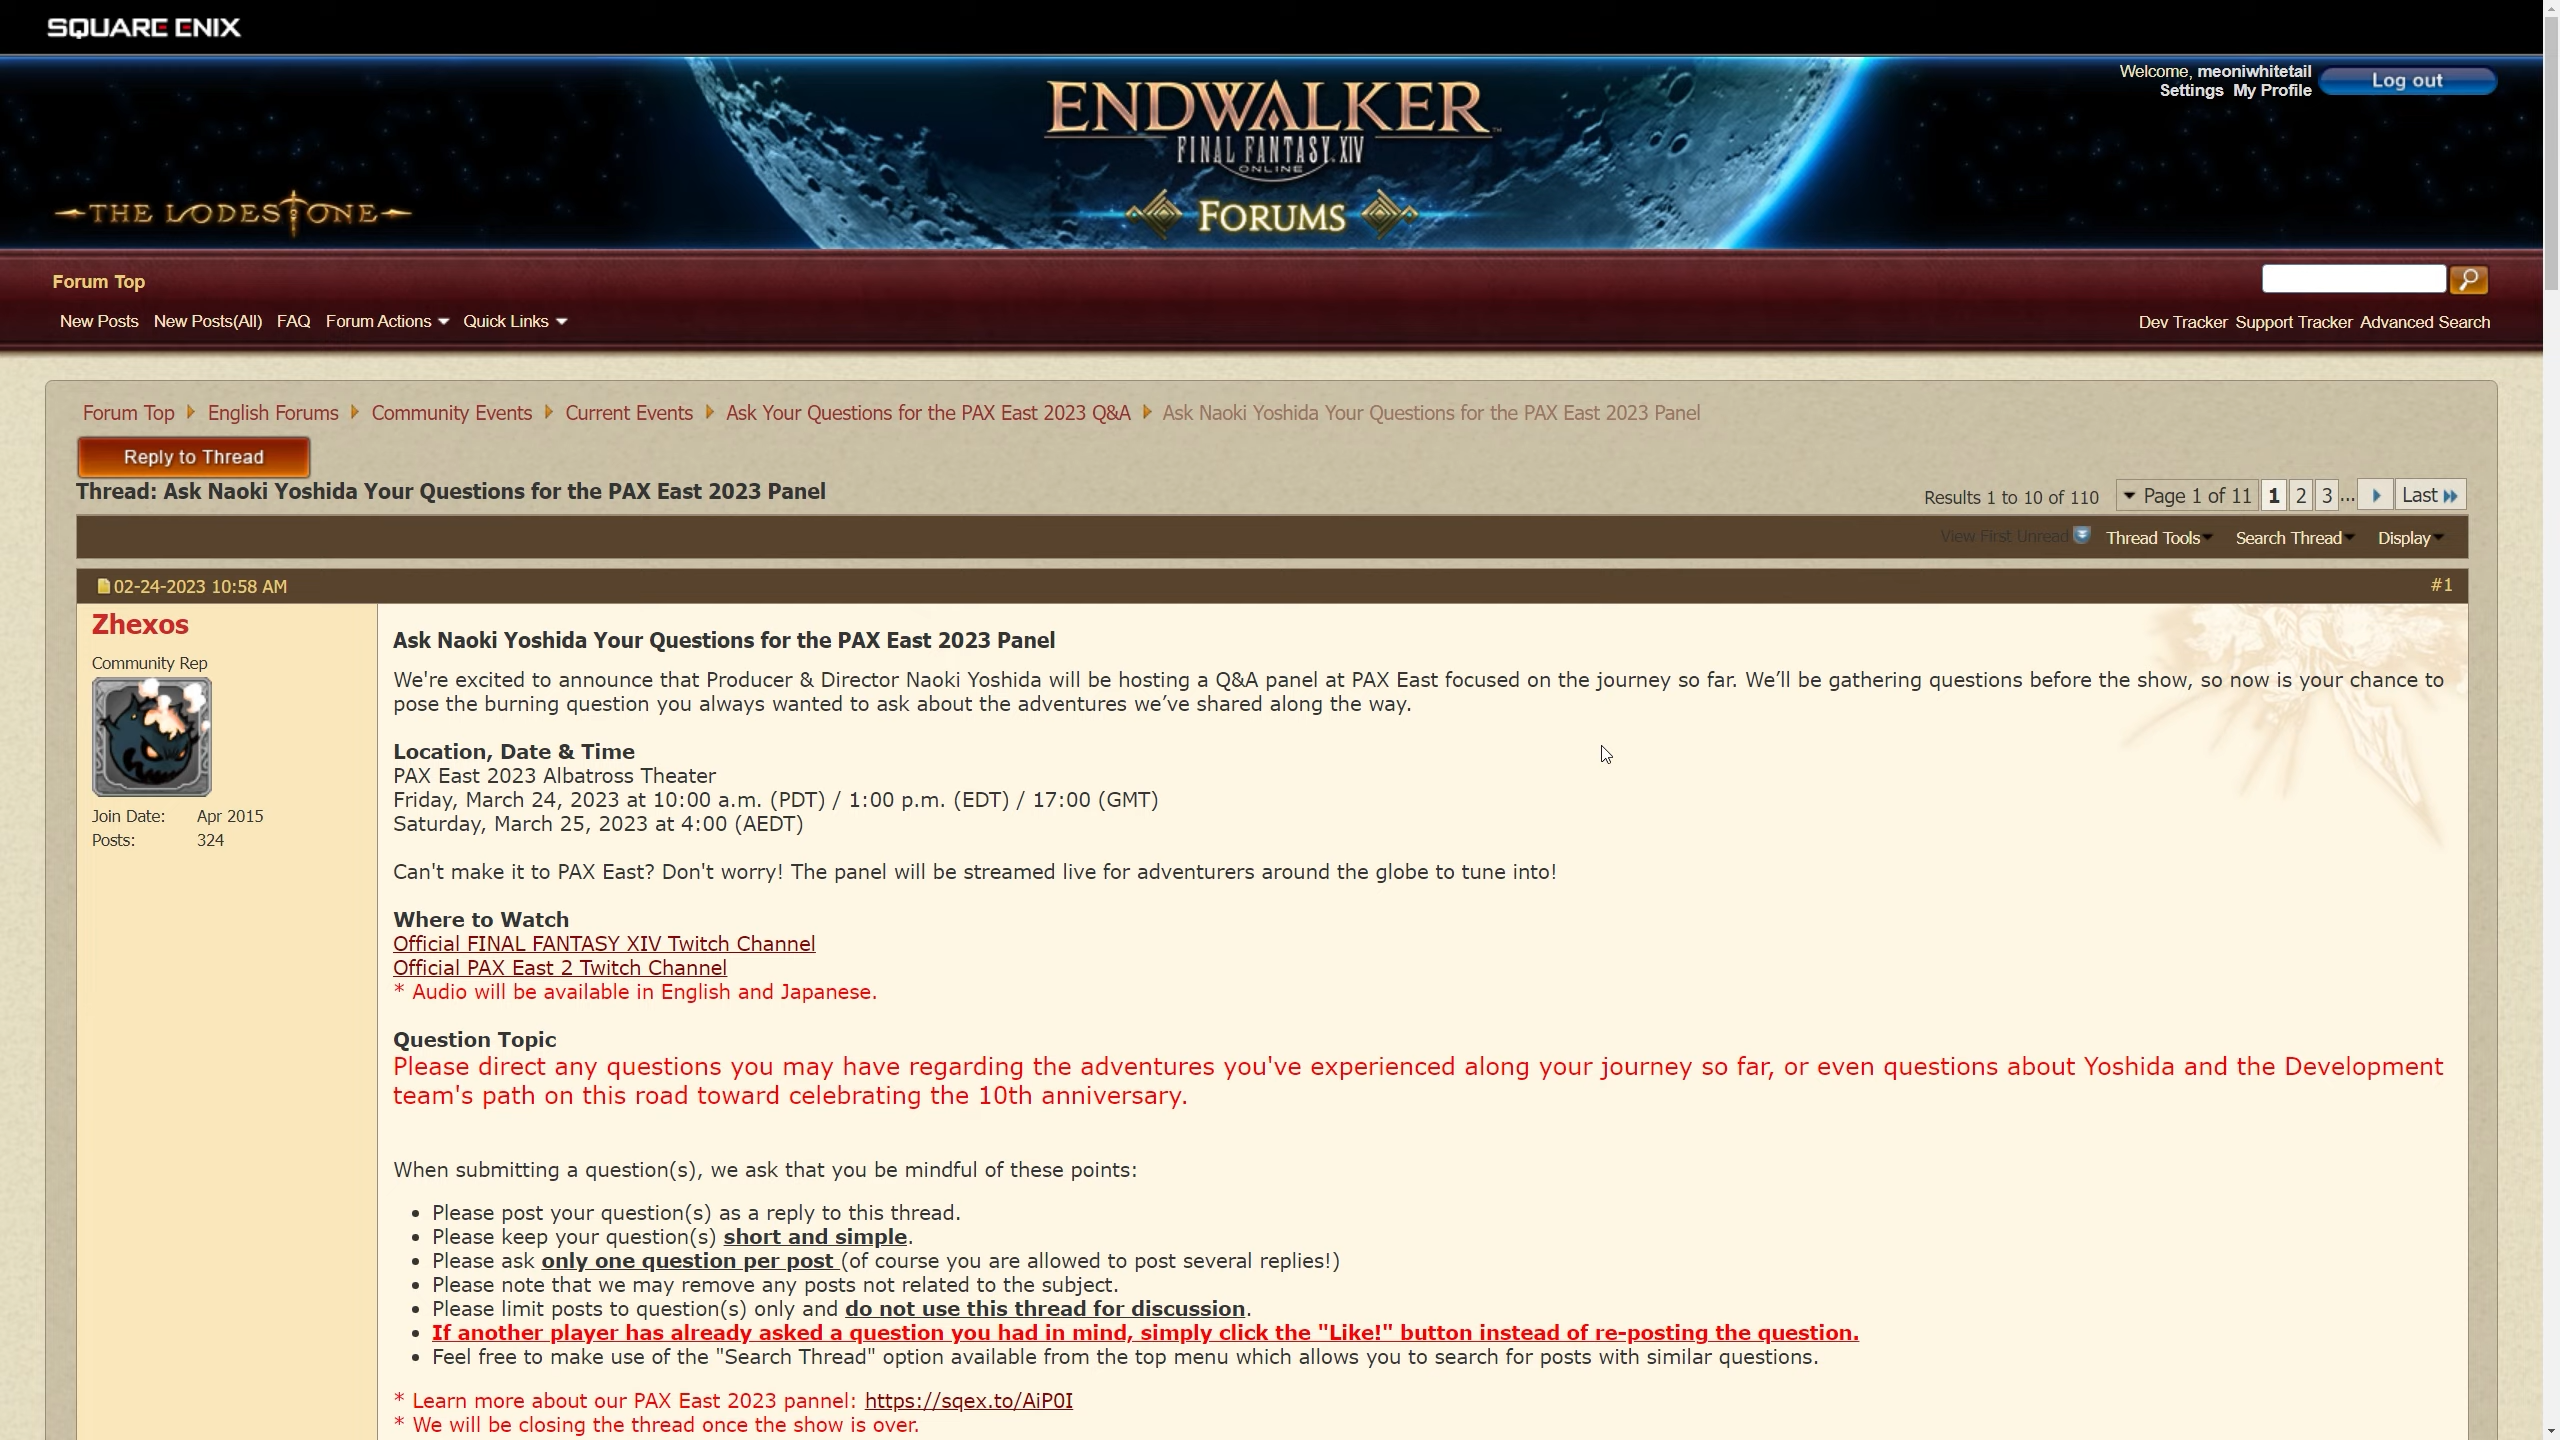 SQUARE ENIX
Welcome, meoniwhitetail
Settings My Profile
Log out
ENDWALKER
FINAL FANTASY XIV
ONLINE
THE LODESTONE
FORUMS
Forum Top
New Posts New Posts(All) FAQ Forum Actions Quick Links
Dev Tracker Support Tracker Advanced Search
Forum Top English Forums Community Events Current Events Ask Your Questions for the PAX East 2023 Q&A Ask Naoki Yoshida Your Questions for the PAX East 2023 Panel
Reply to Thread
Thread: Ask Naoki Yoshida Your Questions for the PAX East 2023 Panel
Results 1 to 10 of 110 Page 1 of 11 1 2 3 ... Last
View First Unread Thread Tools Search Thread Display
02-24-2023 10:58 AM #1
Zhexos
Community Rep
Join Date: Apr 2015
Posts: 324
Ask Naoki Yoshida Your Questions for the PAX East 2023 Panel
We're excited to announce that Producer & Director Naoki Yoshida will be hosting a Q&A panel at PAX East focused on the journey so far. We’ll be gathering questions before the show, so now is your chance to
pose the burning question you always wanted to ask about the adventures we’ve shared along the way.
Location, Date & Time
PAX East 2023 Albatross Theater
Friday, March 24, 2023 at 10:00 a.m. (PDT) / 1:00 p.m. (EDT) / 17:00 (GMT)
Saturday, March 25, 2023 at 4:00 (AEDT)
Can't make it to PAX East? Don't worry! The panel will be streamed live for adventurers around the globe to tune into!
Where to Watch
Official FINAL FANTASY XIV Twitch Channel
Official PAX East 2 Twitch Channel
* Audio will be available in English and Japanese.
Question Topic
Please direct any questions you may have regarding the adventures you've experienced along your journey so far, or even questions about Yoshida and the Development
team's path on this road toward celebrating the 10th anniversary.
When submitting a question(s), we ask that you be mindful of these points:
• Please post your question(s) as a reply to this thread.
• Please keep your question(s) short and simple.
• Please ask only one question per post (of course you are allowed to post several replies!)
• Please note that we may remove any posts not related to the subject.
• Please limit posts to question(s) only and do not use this thread for discussion.
• If another player has already asked a question you had in mind, simply click the "Like!" button instead of re-posting the question.
• Feel free to make use of the "Search Thread" option available from the top menu which allows you to search for posts with similar questions.
* Learn more about our PAX East 2023 pannel: https://sqex.to/AiP0I
* We will be closing the thread once the show is over.